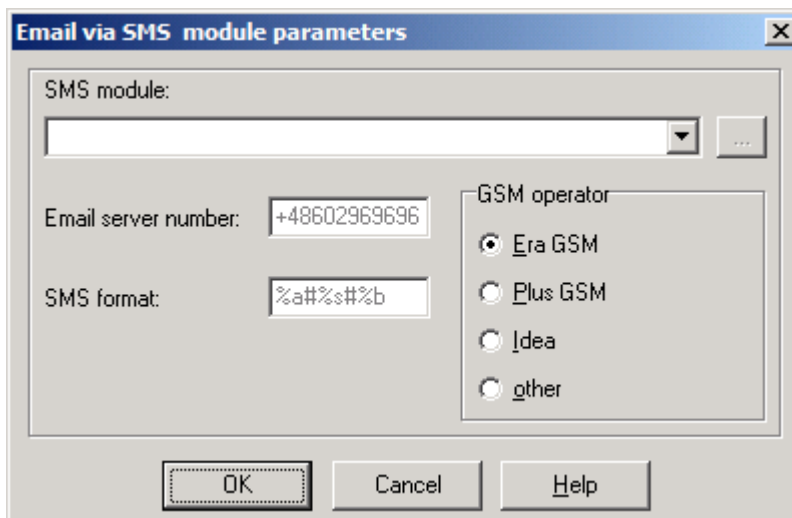 Email via SMS  module parameters
SMS module:
...
Email server number:
+48602969696
SMS format:
%a#%s#%b
GSM operator
Era GSM
Plus GSM
Idea
other
OK
Cancel
Help